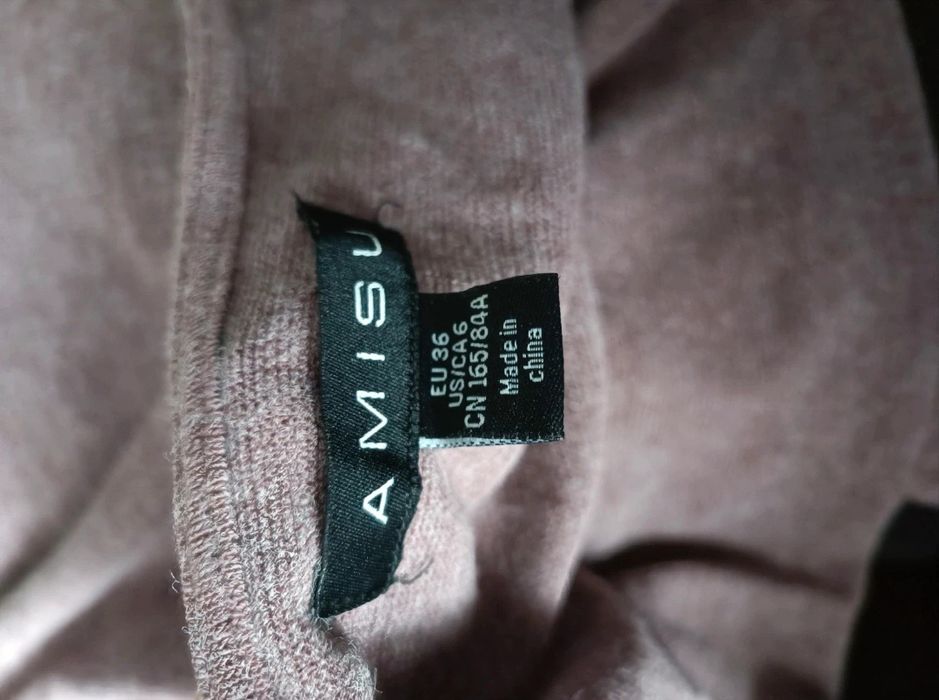 AMISU
EU 36
US/CA 6
CN 165/84A
Made in
china